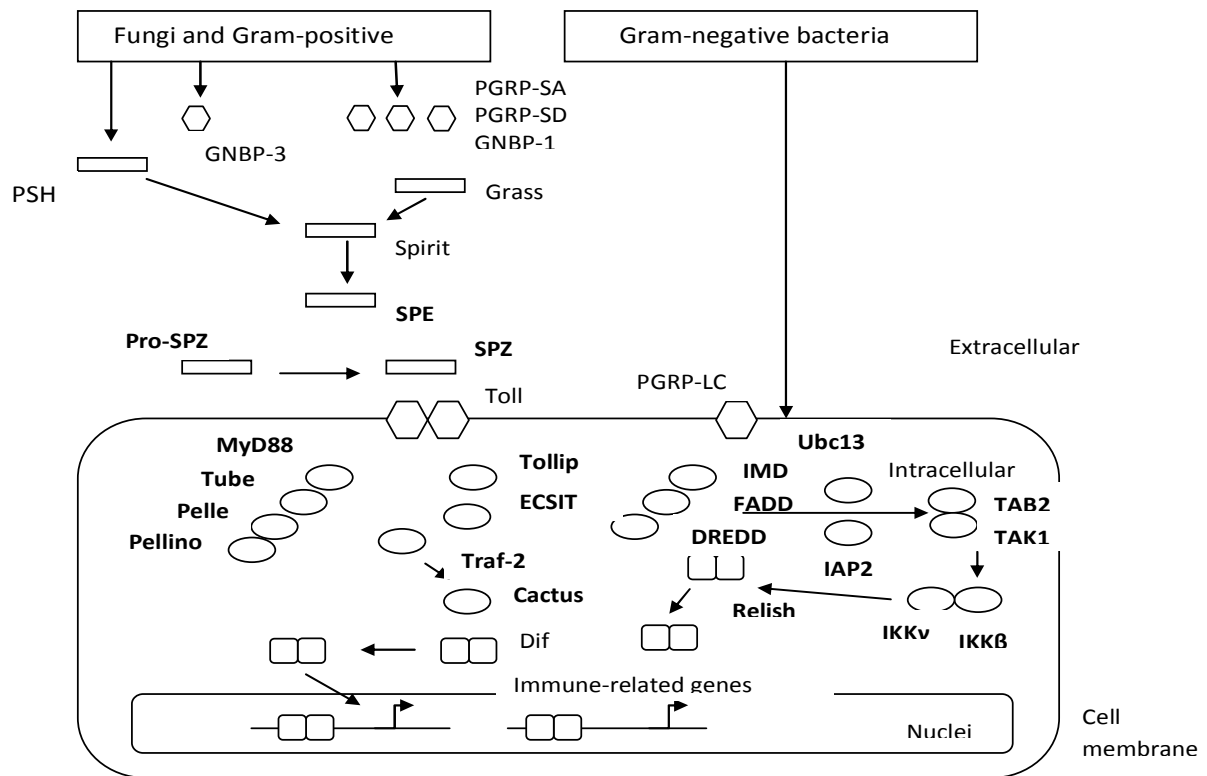 Fungi and Gram-positive
Gram-negative bacteria
PGRP-SA
PGRP-SD
GNBP-1
GNBP-3
PSH
Grass
Spirit
SPE
Pro-SPZ
SPZ
Extracellular
PGRP-LC
Toll
MyD88
Ubc13
Tollip
IMD
Intracellular
Tube
ECSIT
FADD
TAB2
Pelle
DREDD
TAK1
Pellino
Traf-2
IAP2
Cactus
Relish
IKKγ
IKKβ
Dif
Immune-related genes
Nuclei
Cell
membrane